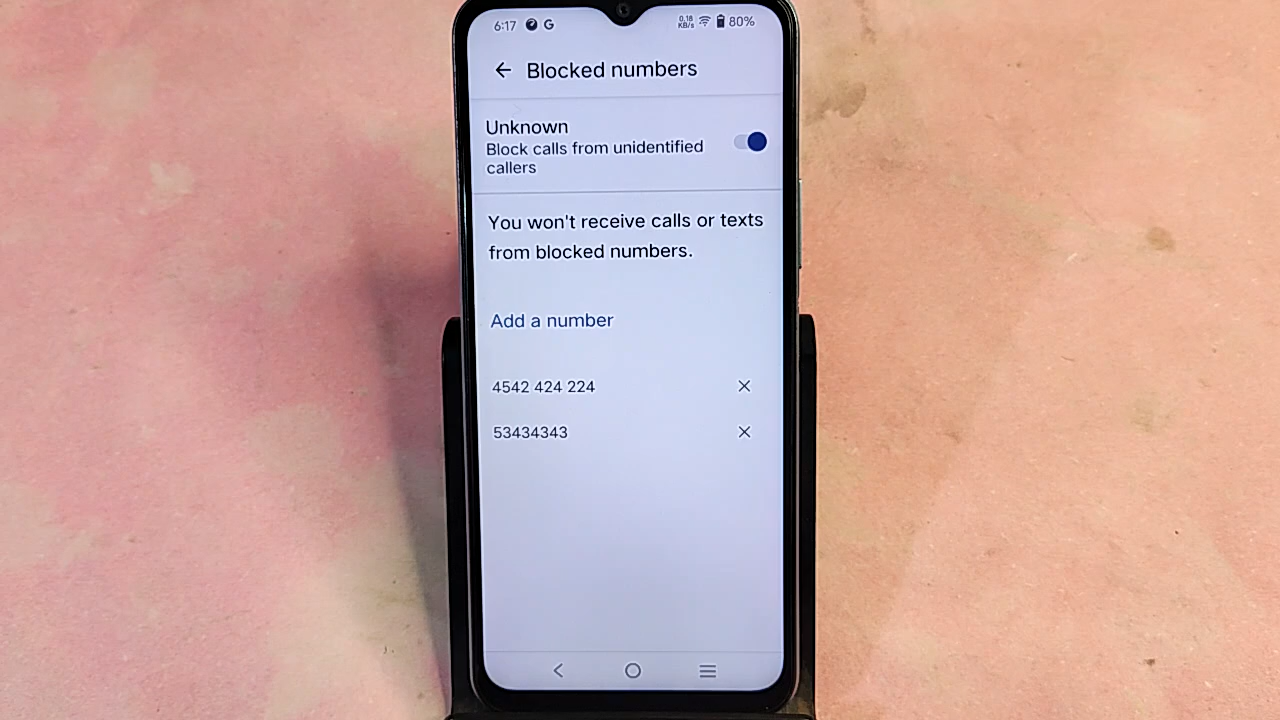 6:17 G 0.18 KB/s 80%
Blocked numbers
Unknown
Block calls from unidentified
callers
You won't receive calls or texts
from blocked numbers.
Add a number
4542 424 224
53434343